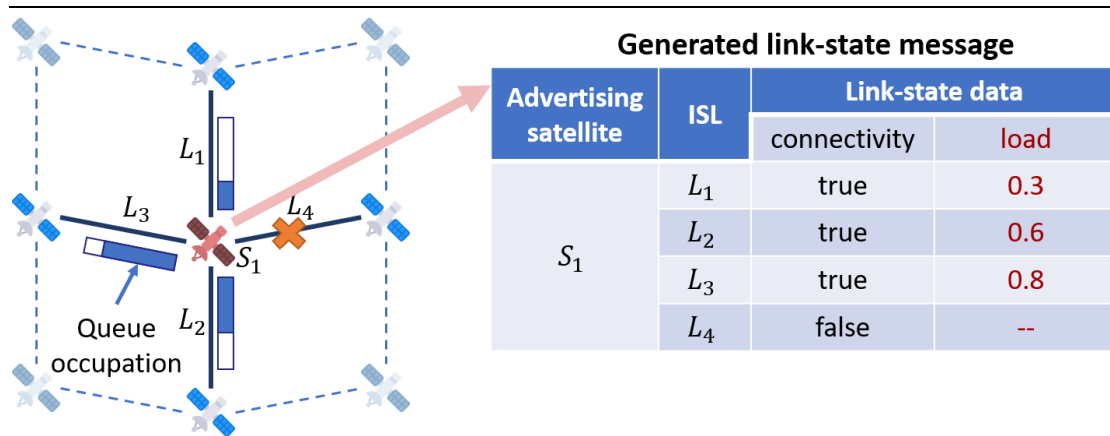 Generated link-state message
Advertising satellite
ISL
Link-state data
connectivity
load
S₁
L₁
true
0.3
L₂
true
0.6
L₃
true
0.8
L₄
false
--
L₁
L₃
L₄
S₁
L₂
Queue
occupation